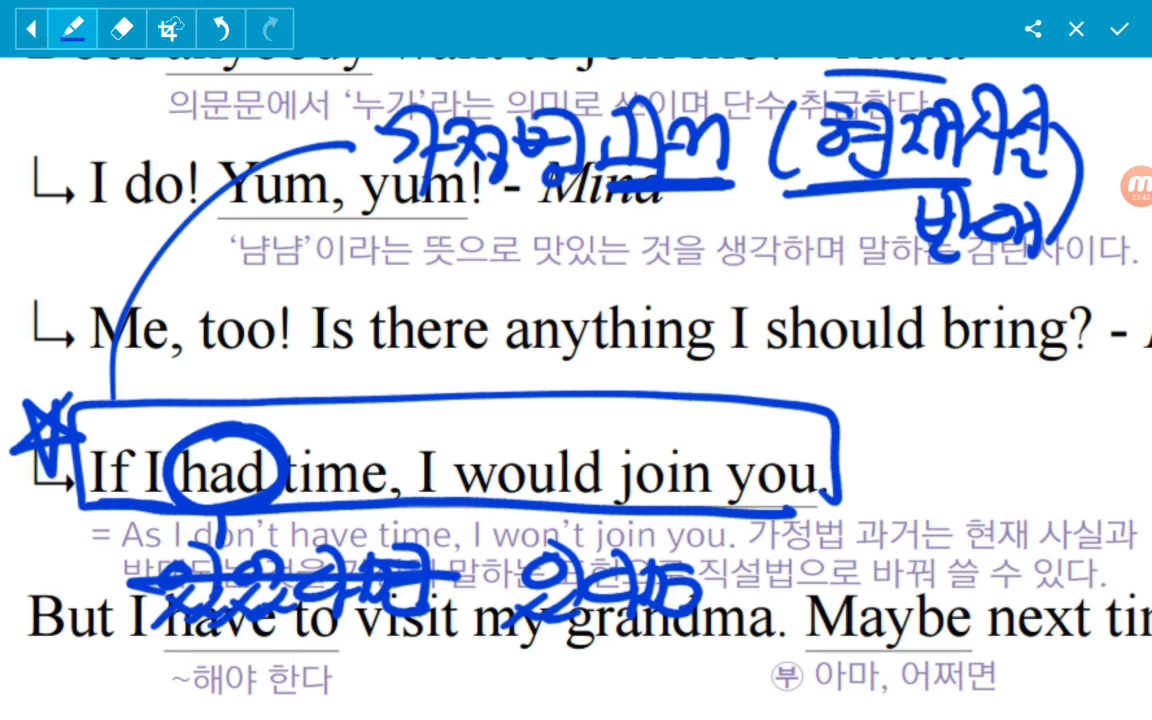 의문문에서 ‘누가’라는 의미로 쓰이며 단수 취급한다.
가정법 과거 (현재사실
반대)
I do! Yum, yum! - Mina
‘냠냠’이라는 뜻으로 맛있는 것을 생각하며 말하는 감탄사이다.
Me, too! Is there anything I should bring? -
If I had time, I would join you.
= As I don’t have time, I won’t join you. 가정법 과거는 현재 사실과
말하는 직설법으로 바꿔 쓸 수 있다.
있다면
But I have to visit my grandma. Maybe next
~해야 한다
부 아마, 어쩌면